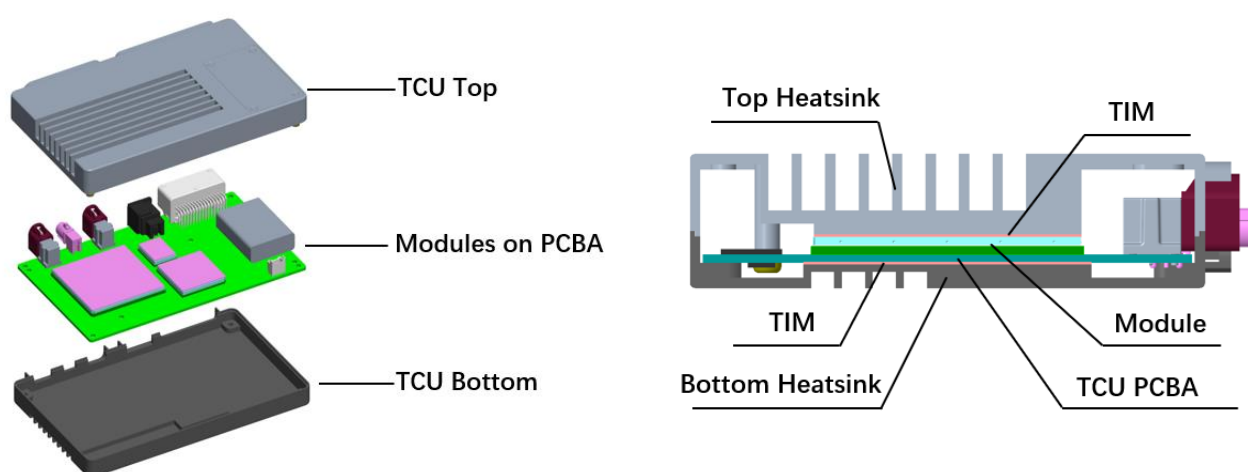 TCU Top
Modules on PCBA
TCU Bottom
Top Heatsink
TIM
TIM
Module
Bottom Heatsink
TCU PCBA